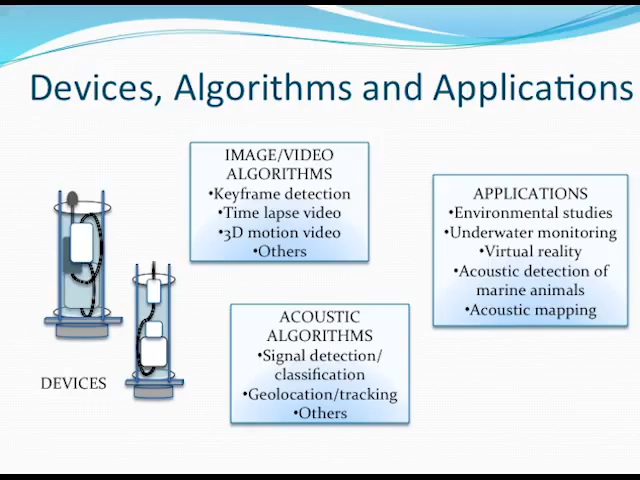 Devices, Algorithms and Applications
IMAGE/VIDEO
ALGORITHMS
•Keyframe detection
•Time lapse video
•3D motion video
•Others
APPLICATIONS
•Environmental studies
•Underwater monitoring
•Virtual reality
•Acoustic detection of
marine animals
•Acoustic mapping
ACOUSTIC
ALGORITHMS
•Signal detection/
classification
•Geolocation/tracking
•Others
DEVICES